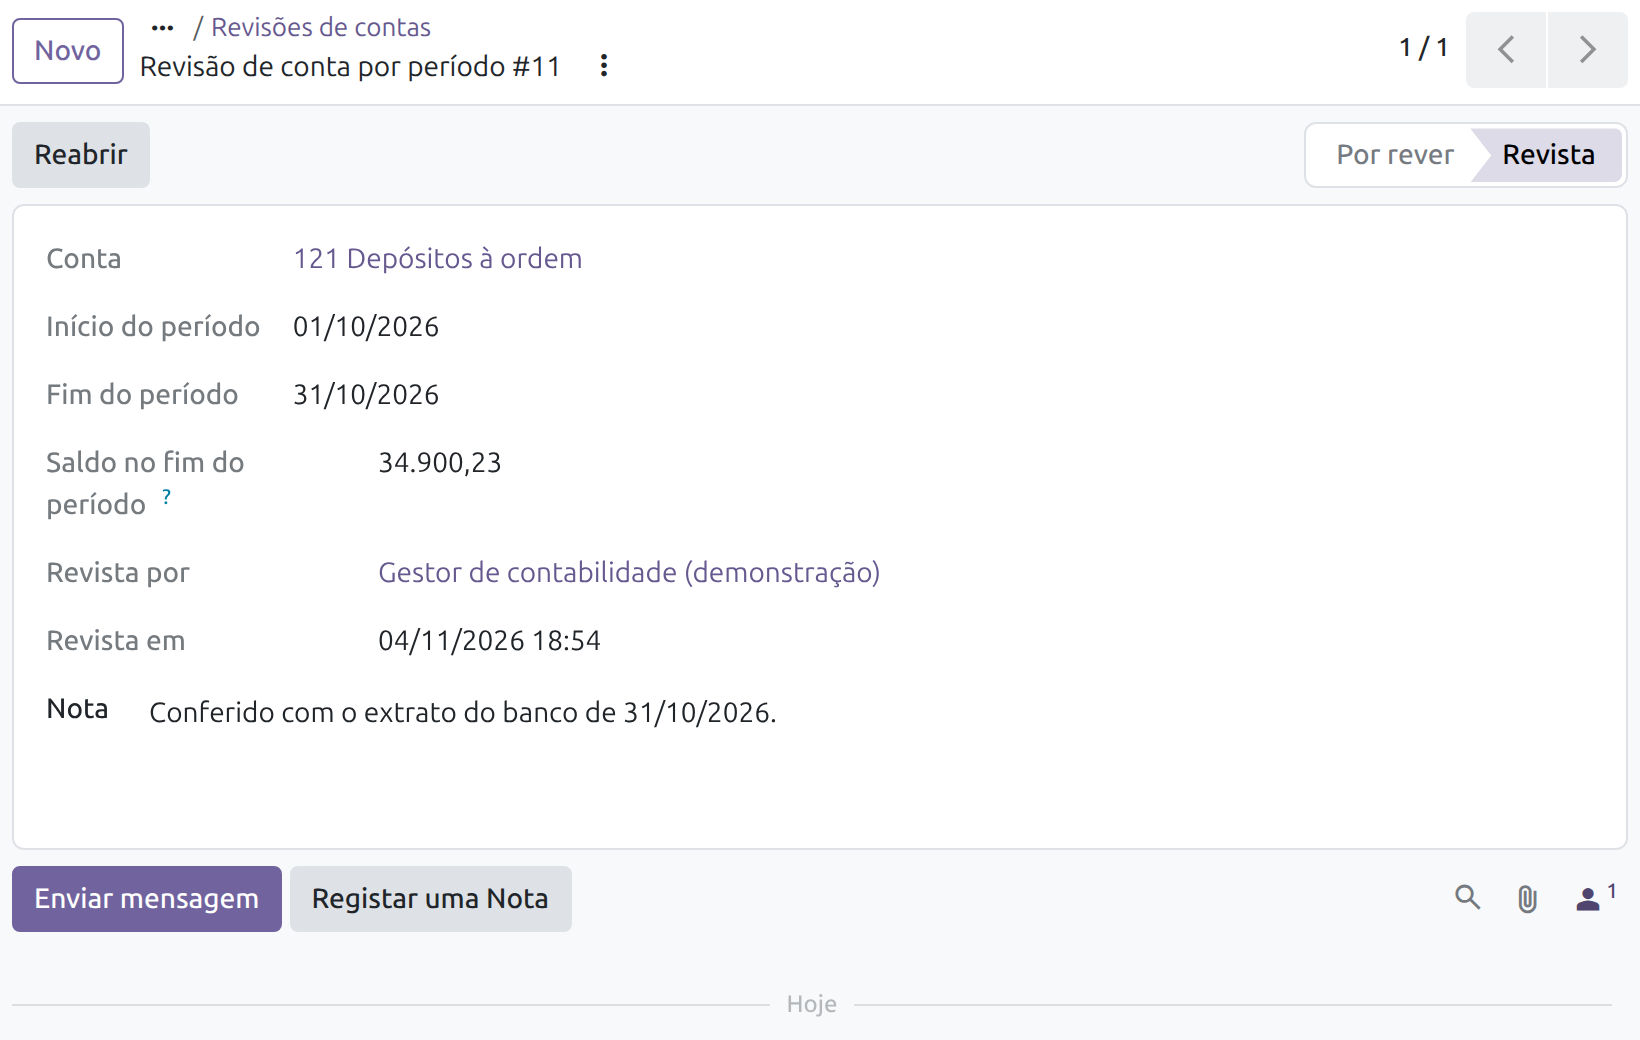 Novo
... / Revisões de contas
Revisão de conta por período #11
1 / 1
Reabrir
Por rever
Revista
Conta 121 Depósitos à ordem
Início do período 01/10/2026
Fim do período 31/10/2026
Saldo no fim do período ? 34.900,23
Revista por Gestor de contabilidade (demonstração)
Revista em 04/11/2026 18:54
Nota Conferido com o extrato do banco de 31/10/2026.
Enviar mensagem
Registar uma Nota
1
Hoje